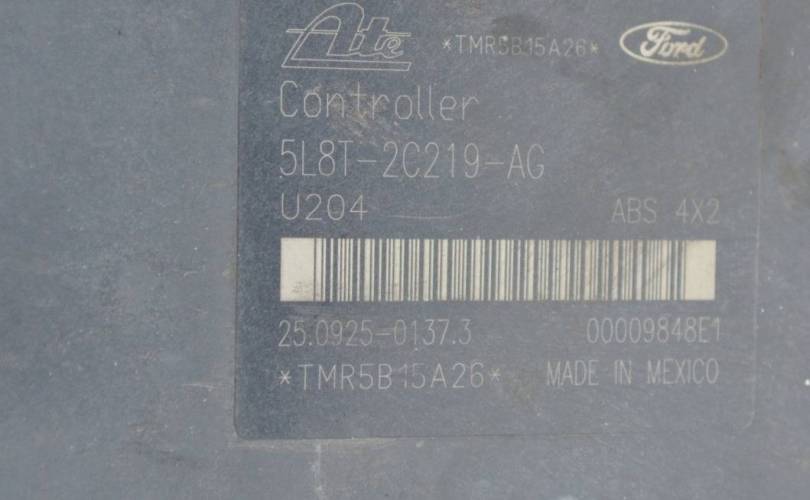 Ate *TMR5B15A26* Ford
Controller
5L8T-2C219-AG
U204 ABS 4X2
25.0925-0137.3 00009848E1
*TMR5B15A26* MADE IN MEXICO